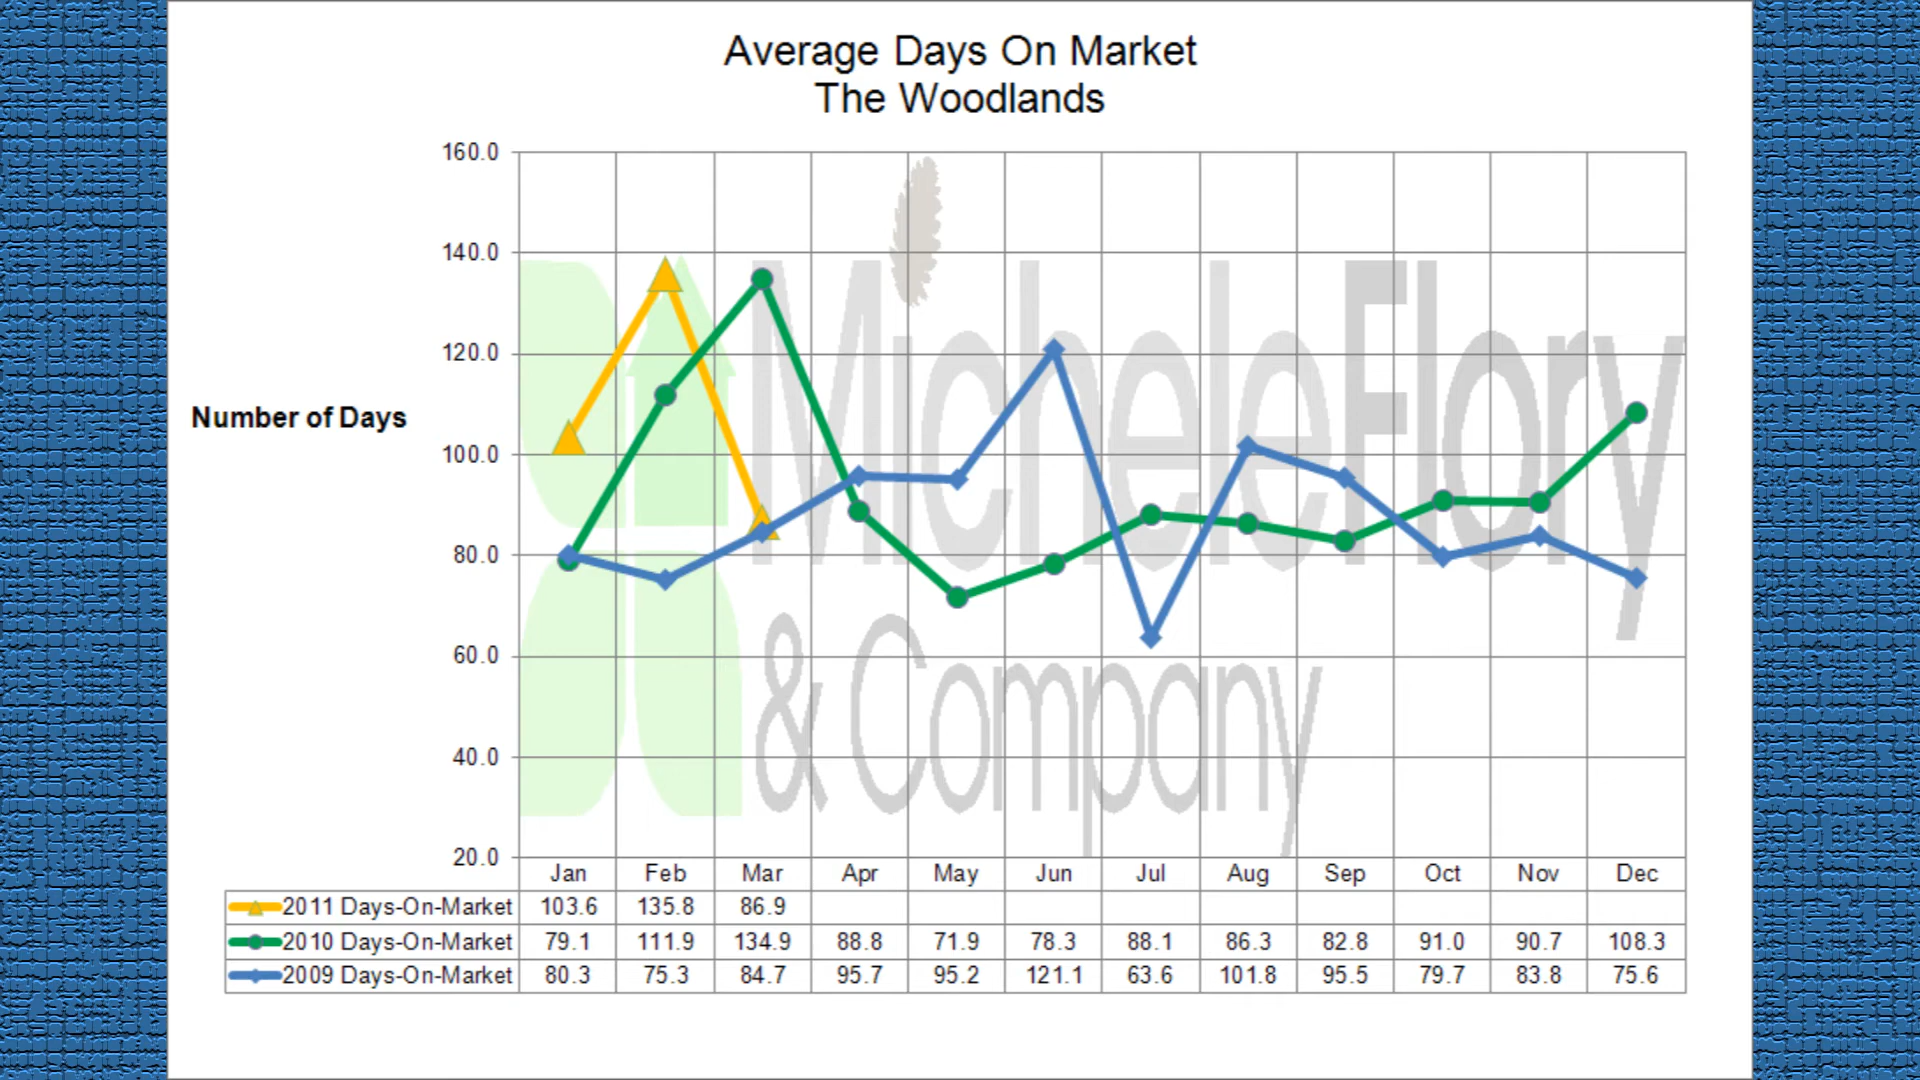 Average Days On Market
The Woodlands
Number of Days
160.0
140.0
120.0
100.0
80.0
60.0
40.0
20.0
MicheleFlory
& Company
Jan Feb Mar Apr May Jun Jul Aug Sep Oct Nov Dec
2011 Days-On-Market 103.6 135.8 86.9
2010 Days-On-Market 79.1 111.9 134.9 88.8 71.9 78.3 88.1 86.3 82.8 91.0 90.7 108.3
2009 Days-On-Market 80.3 75.3 84.7 95.7 95.2 121.1 63.6 101.8 95.5 79.7 83.8 75.6